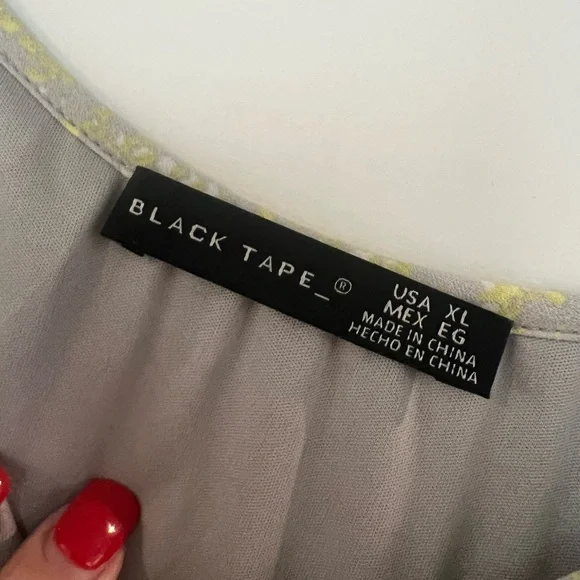 BLACK TAPE_®
USA XL
MEX EG
MADE IN CHINA
HECHO EN CHINA